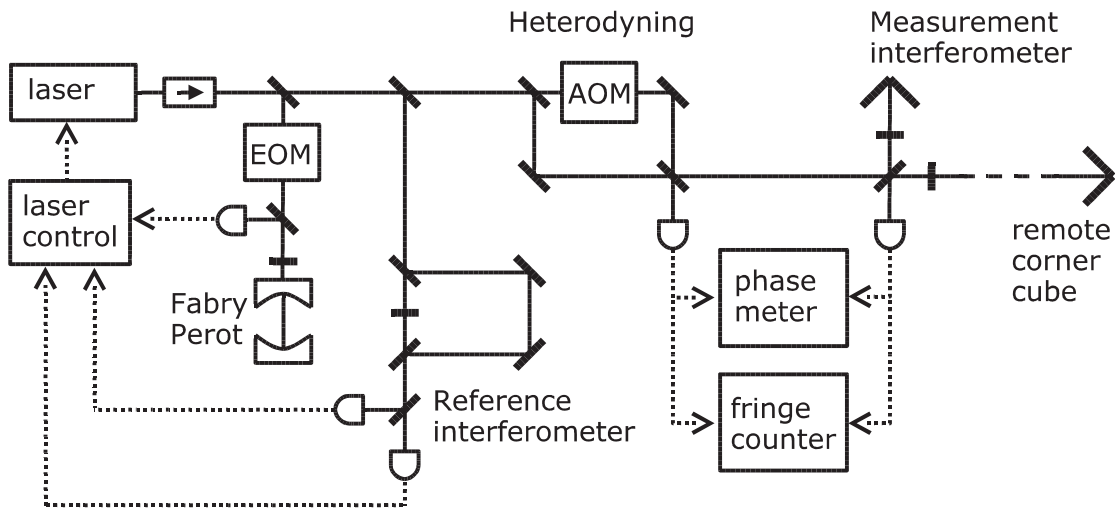 Heterodyning
Measurement
interferometer
laser
AOM
EOM
laser
control
remote
corner
cube
Fabry
Perot
phase
meter
Reference
interferometer
fringe
counter